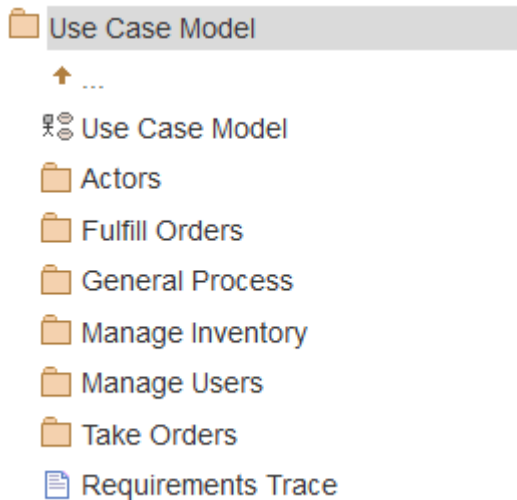 Use Case Model
...
Use Case Model
Actors
Fulfill Orders
General Process
Manage Inventory
Manage Users
Take Orders
Requirements Trace